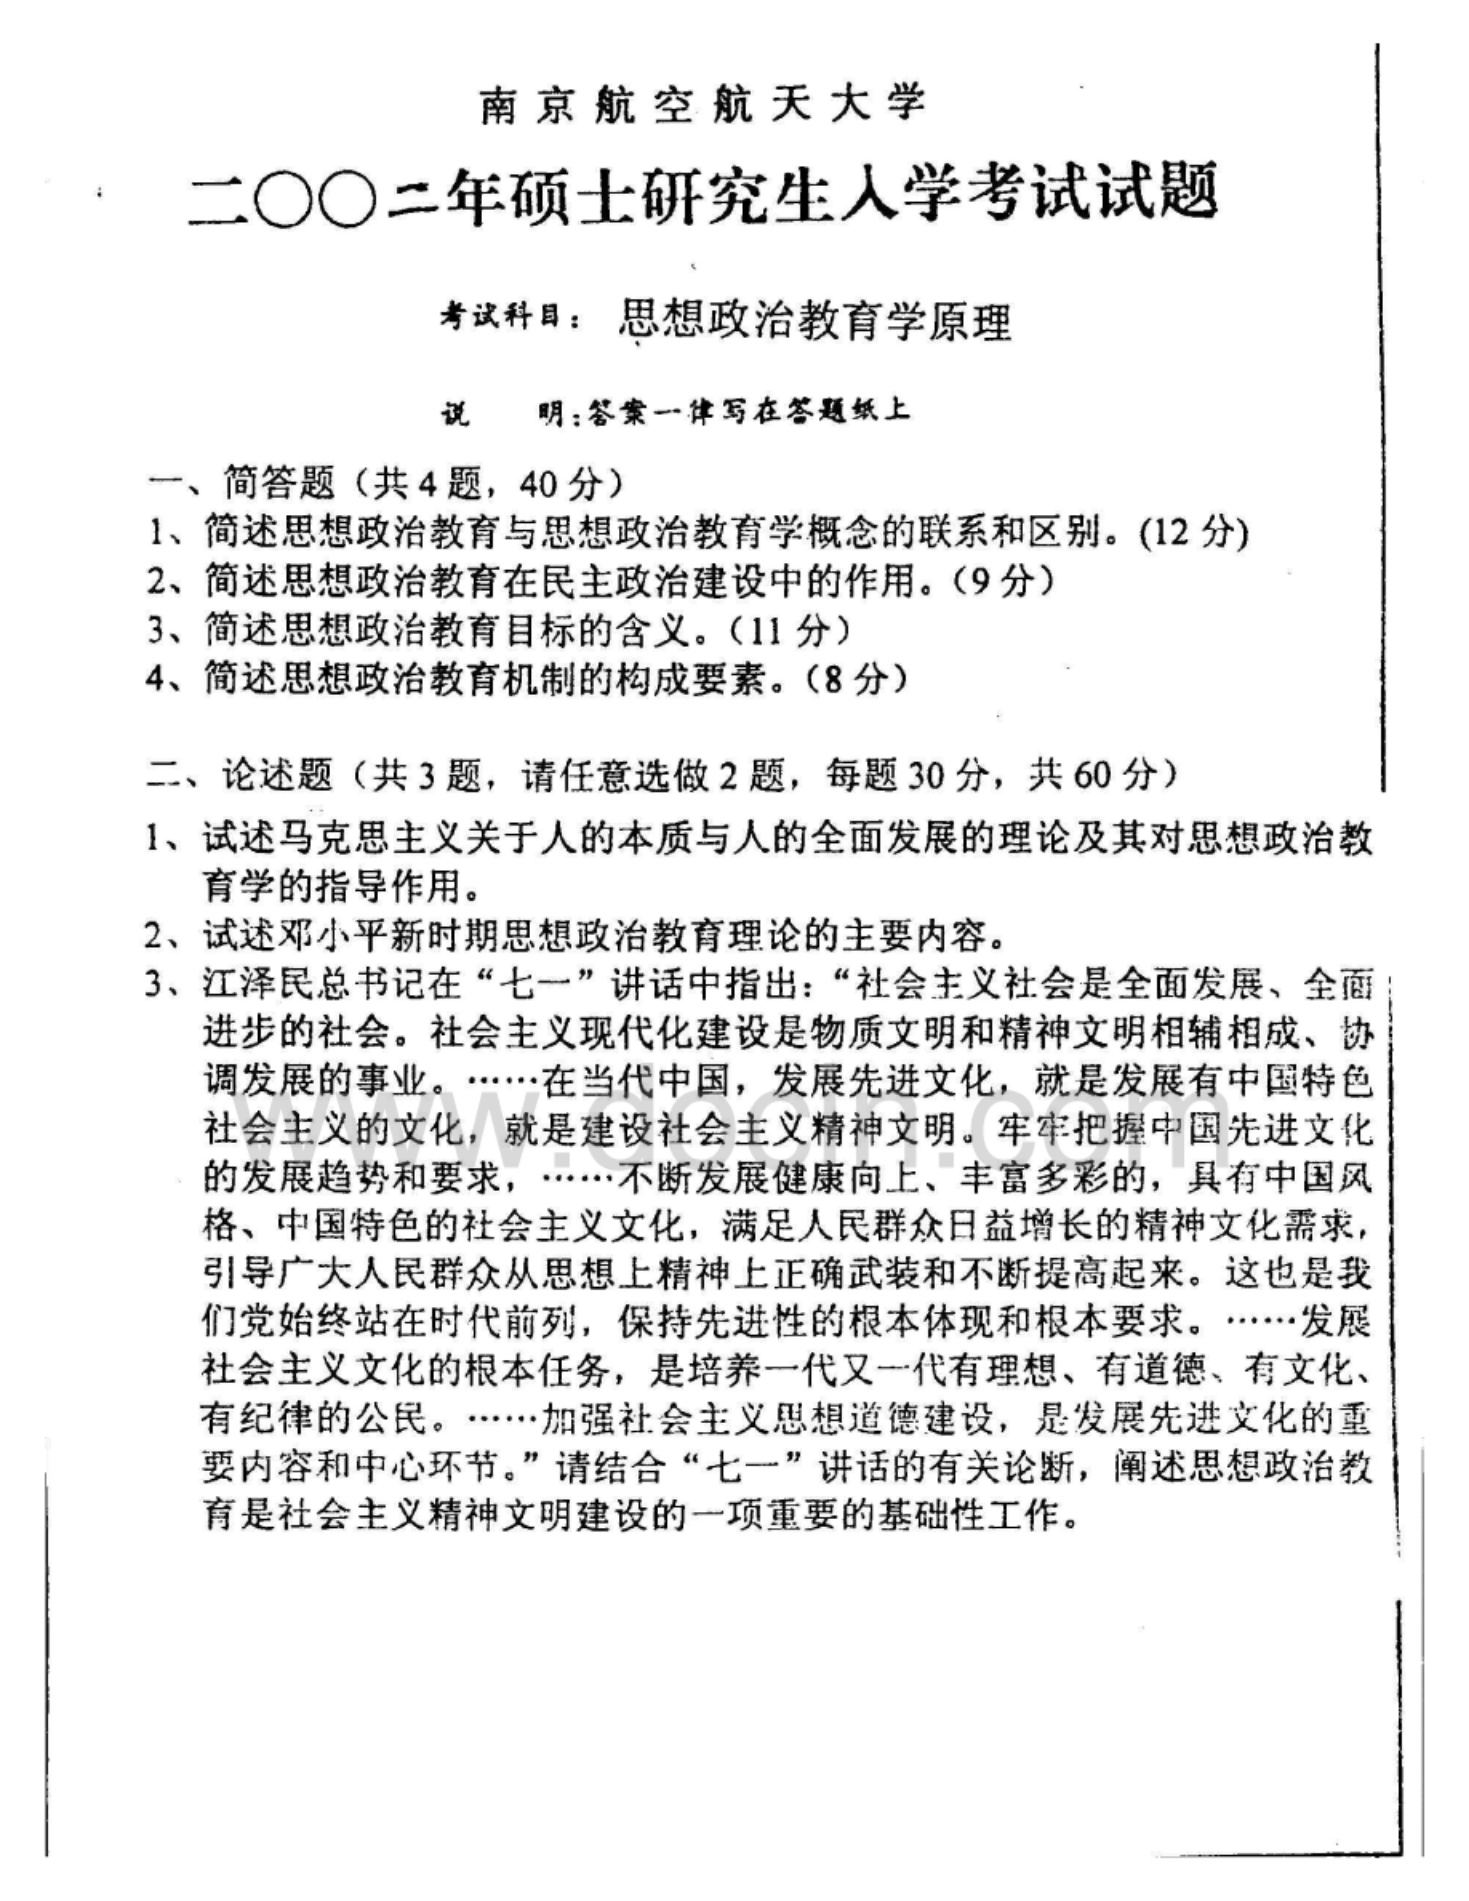 南京航空航天大学
二〇〇二年硕士研究生入学考试试题
考试科目： 思想政治教育学原理
说 明：答案一律写在答题纸上
一、简答题（共 4 题，40 分）
1、简述思想政治教育与思想政治教育学概念的联系和区别。(12 分)
2、简述思想政治教育在民主政治建设中的作用。（9 分）
3、简述思想政治教育目标的含义。（11 分）
4、简述思想政治教育机制的构成要素。（8 分）
二、论述题（共 3 题，请任意选做 2 题，每题 30 分，共 60 分）
1、试述马克思主义关于人的本质与人的全面发展的理论及其对思想政治教
育学的指导作用。
2、试述邓小平新时期思想政治教育理论的主要内容。
3、江泽民总书记在“七一”讲话中指出：“社会主义社会是全面发展、全面
进步的社会。社会主义现代化建设是物质文明和精神文明相辅相成、协
调发展的事业。……在当代中国，发展先进文化，就是发展有中国特色
社会主义的文化，就是建设社会主义精神文明。牢牢把握中国先进文化
的发展趋势和要求，……不断发展健康向上、丰富多彩的，具有中国风
格、中国特色的社会主义文化，满足人民群众日益增长的精神文化需求，
引导广大人民群众从思想上精神上正确武装和不断提高起来。这也是我
们党始终站在时代前列，保持先进性的根本体现和根本要求。……发展
社会主义文化的根本任务，是培养一代又一代有理想、有道德、有文化、
有纪律的公民。……加强社会主义思想道德建设，是发展先进文化的重
要内容和中心环节。”请结合“七一”讲话的有关论断，阐述思想政治教
育是社会主义精神文明建设的一项重要的基础性工作。
www.docin.com